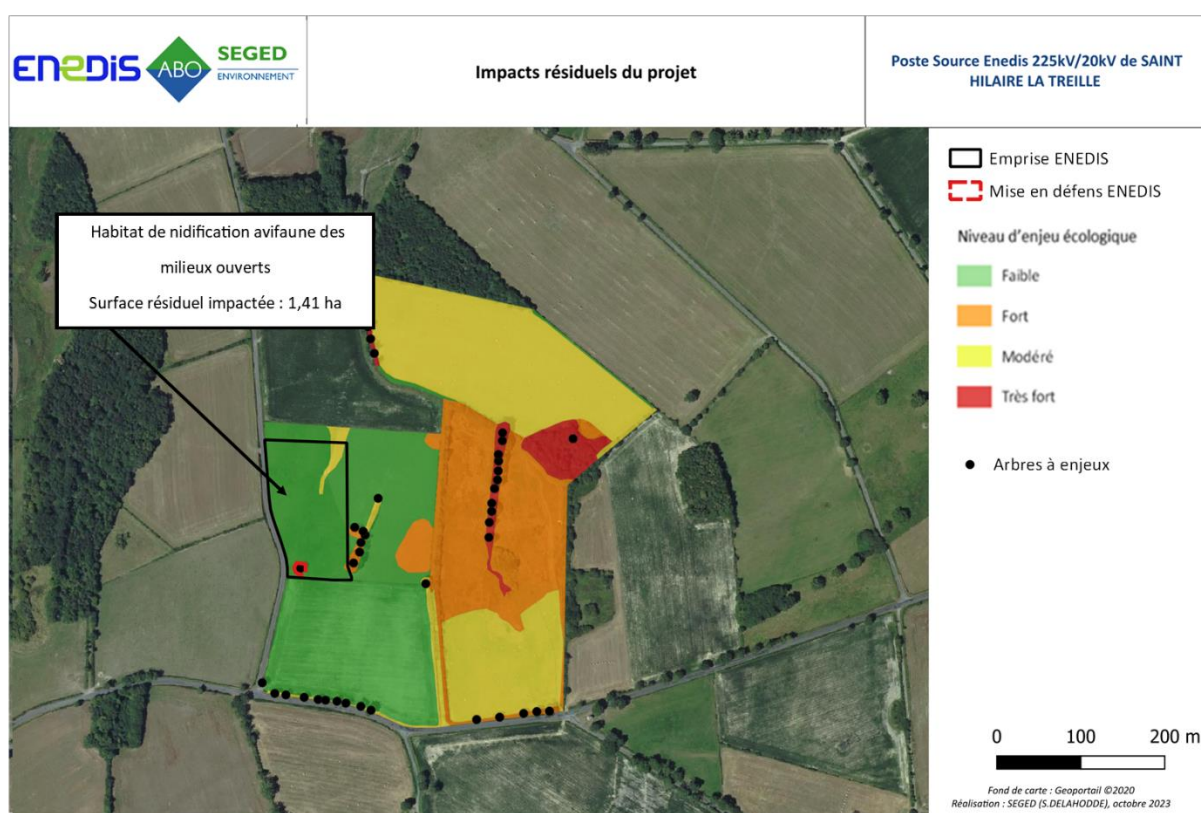 ENEDIS
ABO
SEGED
ENVIRONNEMENT
Impacts résiduels du projet
Poste Source Enedis 225kV/20kV de SAINT
HILAIRE LA TREILLE
Habitat de nidification avifaune des
milieux ouverts
Surface résiduel impactée : 1,41 ha
Emprise ENEDIS
Mise en défens ENEDIS
Niveau d'enjeu écologique
Faible
Fort
Modéré
Très fort
Arbres à enjeux
0 100 200 m
Fond de carte : Geoportail ©2020
Réalisation : SEGED (S.DELAHODDE), octobre 2023